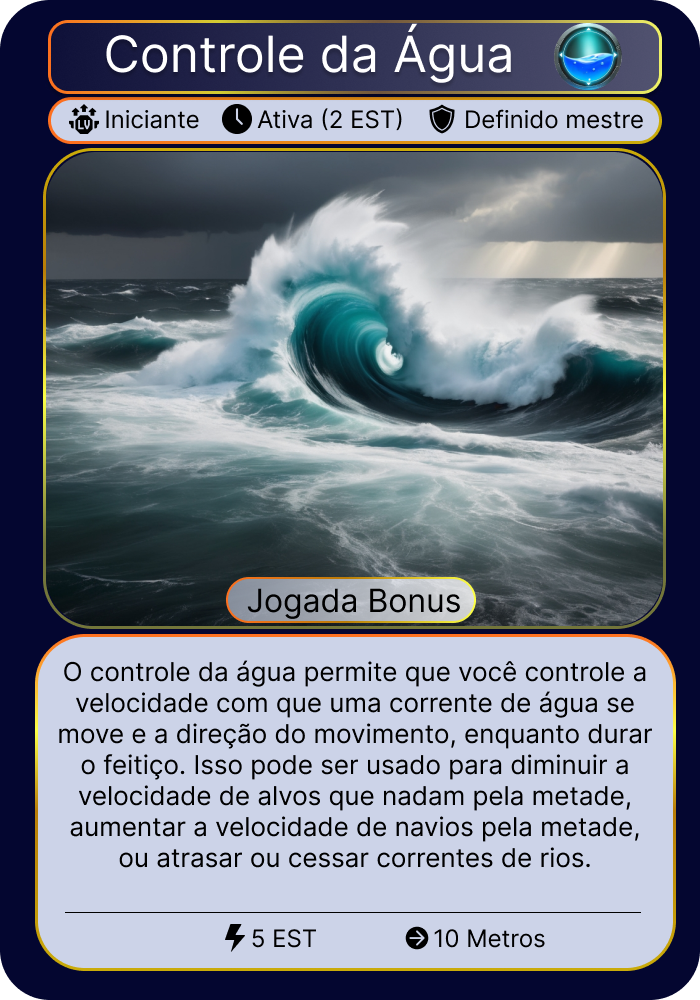 Controle da Água
LV Iniciante Ativa (2 EST) Definido mestre
Jogada Bonus
O controle da água permite que você controle a
velocidade com que uma corrente de água se
move e a direção do movimento, enquanto durar
o feitiço. Isso pode ser usado para diminuir a
velocidade de alvos que nadam pela metade,
aumentar a velocidade de navios pela metade,
ou atrasar ou cessar correntes de rios.
5 EST 10 Metros